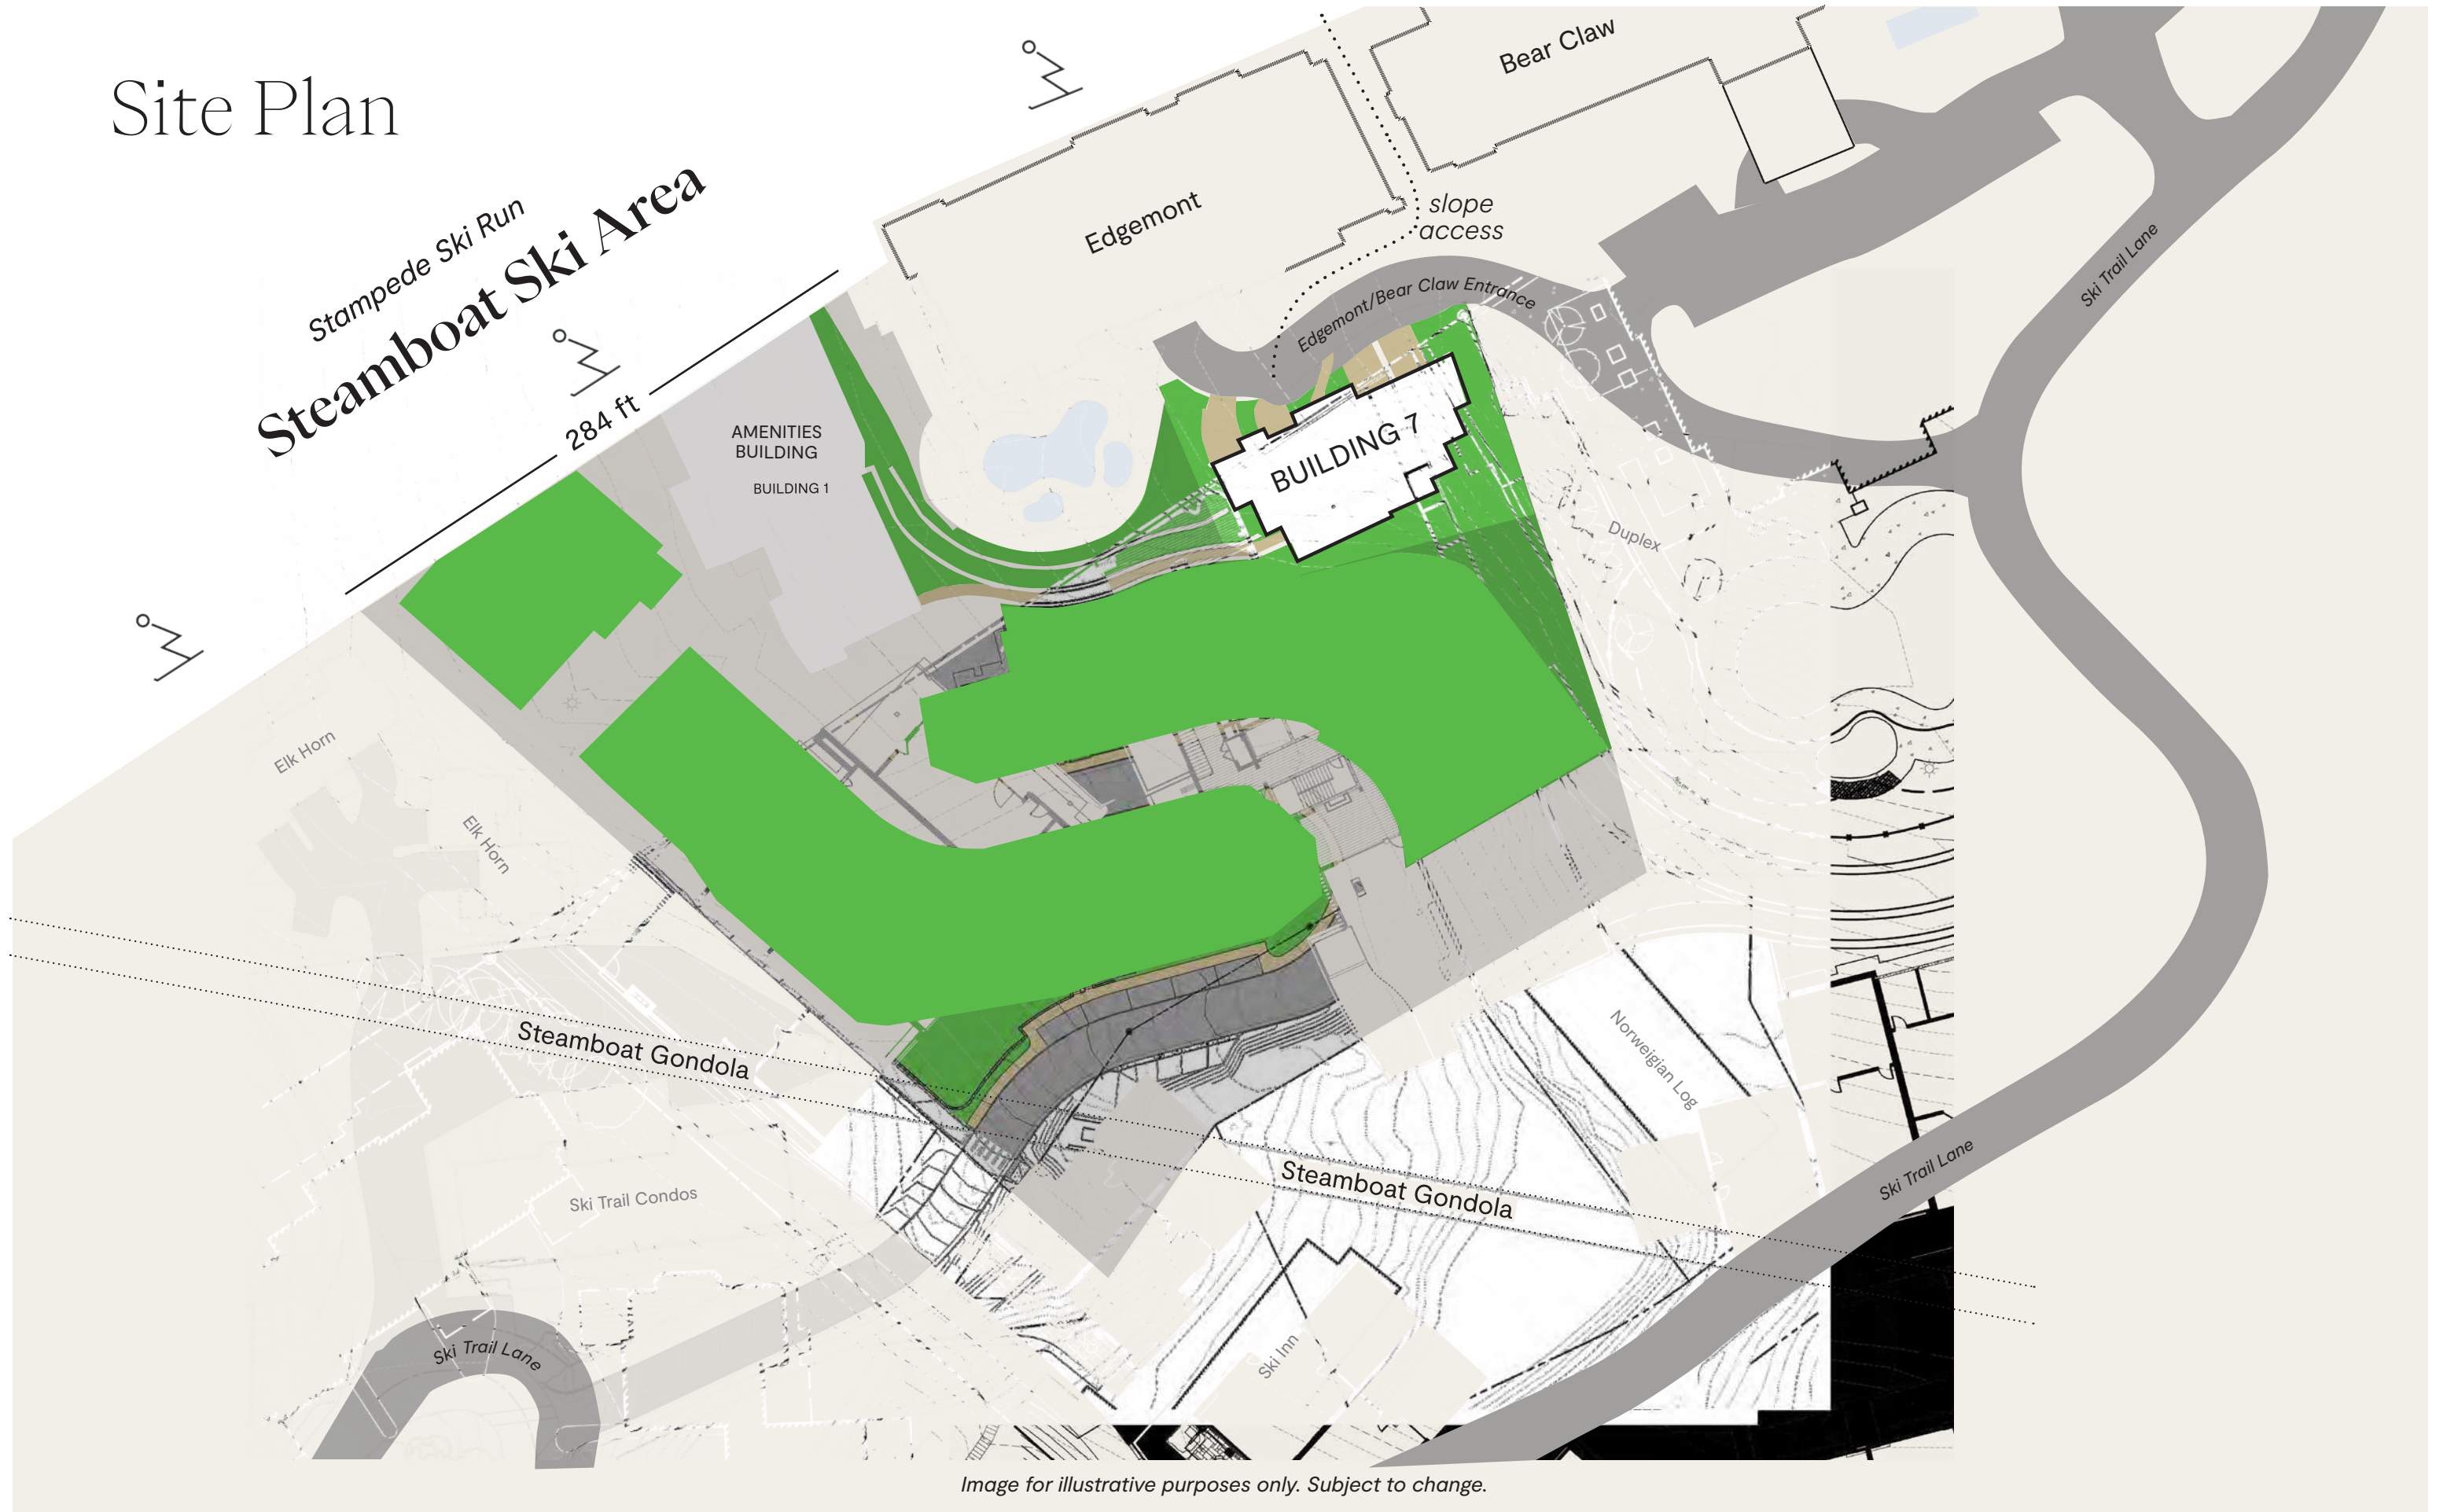 Site Plan
Stampede Ski Run
Steamboat Ski Area
284 ft
Bear Claw
Edgemont
slope
access
Edgemont/Bear Claw Entrance
Ski Trail Lane
AMENITIES
BUILDING
BUILDING 1
BUILDING 7
Duplex
Elk Horn
Elk Horn
Steamboat Gondola
Norweigian Log
Steamboat Gondola
Ski Trail Lane
Ski Trail Condos
Ski Trail Lane
Ski Inn
Image for illustrative purposes only. Subject to change.